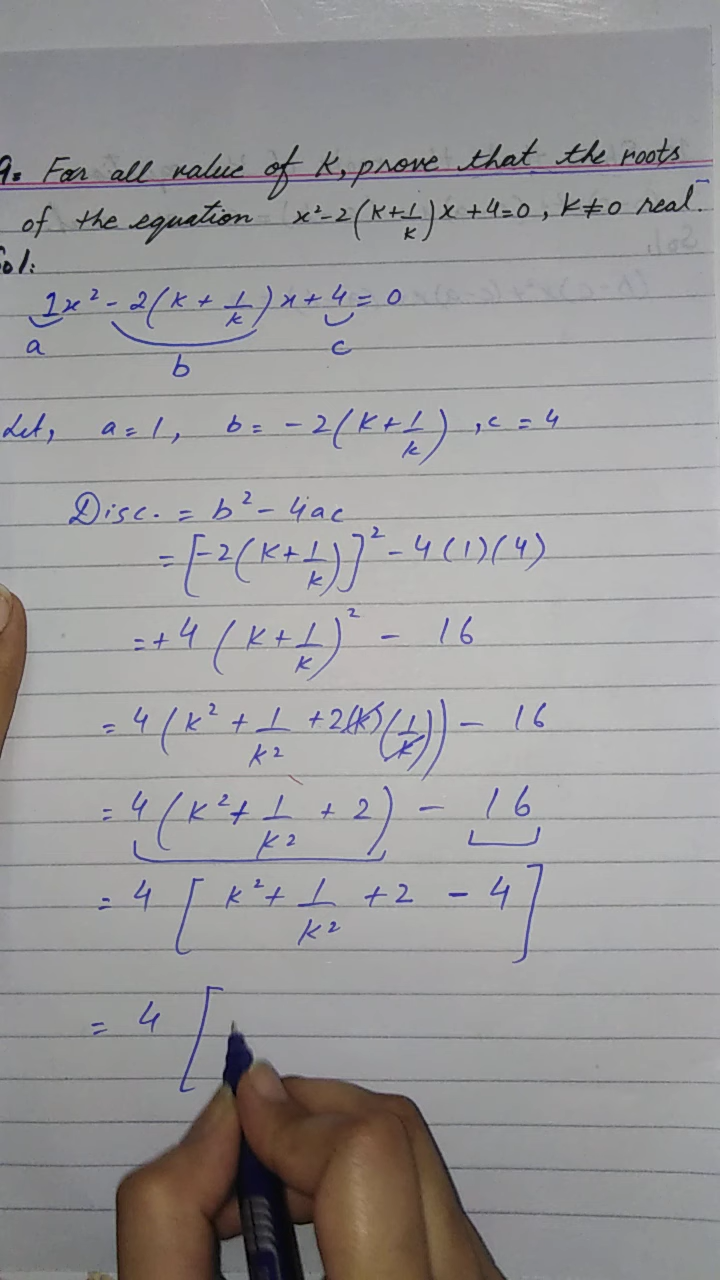 Q. For all value of K, prove that the roots
of the equation x²-2(K+1/K)x +4=0, K≠0 real.
Sol:
1x² - 2(K + 1/K)x + 4 = 0
a b c
Let, a = 1, b = -2(K+1/K), c = 4
Disc. = b² - 4ac
= [-2(K+1/K)]² - 4(1)(4)
= +4(K+1/K)² - 16
= 4(K² + 1/K² + 2(K)(1/K)) - 16
= 4(K² + 1/K² + 2) - 16
= 4[K² + 1/K² + 2 - 4]
= 4[